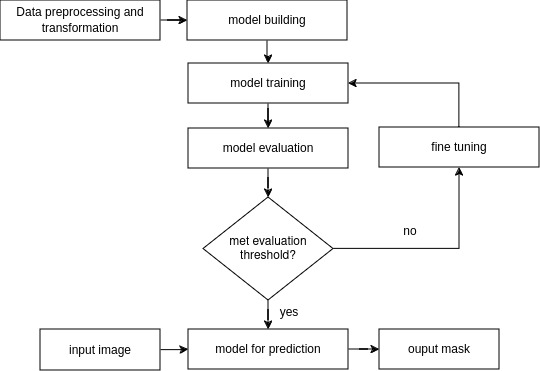 Data preprocessing and
transformation
model building
model training
model evaluation
fine tuning
met evaluation
threshold?
no
yes
input image
model for prediction
ouput mask